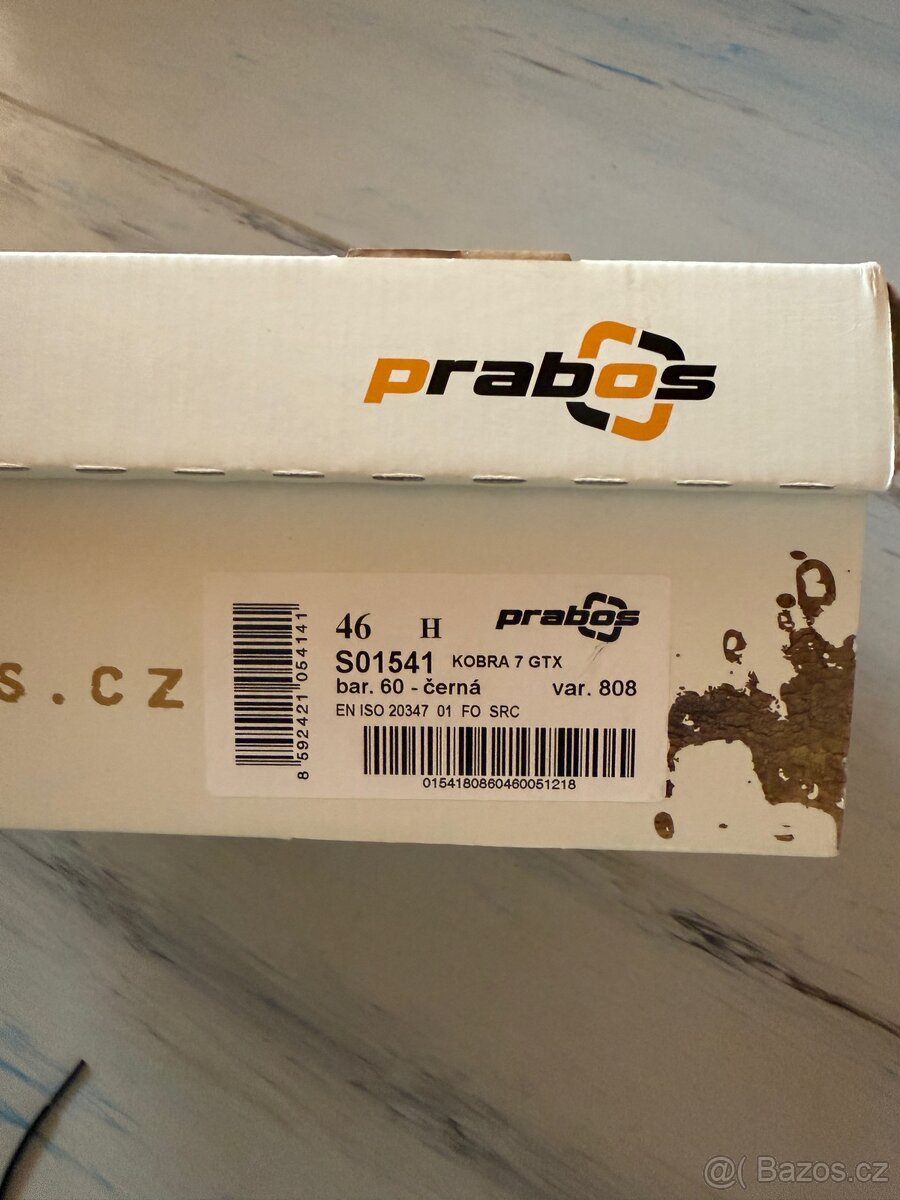 prabos
s.cz
8 592421 054141
46 H prabos
S01541 KOBRA 7 GTX
bar. 60 - černá var. 808
EN ISO 20347 01 FO SRC
0154180860460051218
@( Bazos.cz